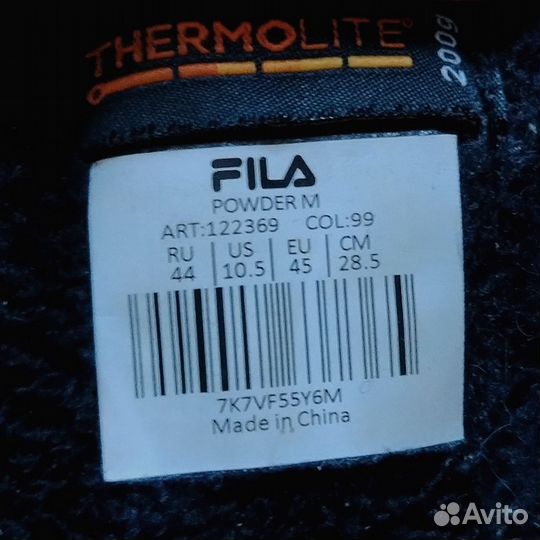 THERMOLITE
200g
FILA
POWDER M
ART:122369 COL:99
RU US EU CM
44 10.5 45 28.5
7K7VF55Y6M
Made in China
Avito